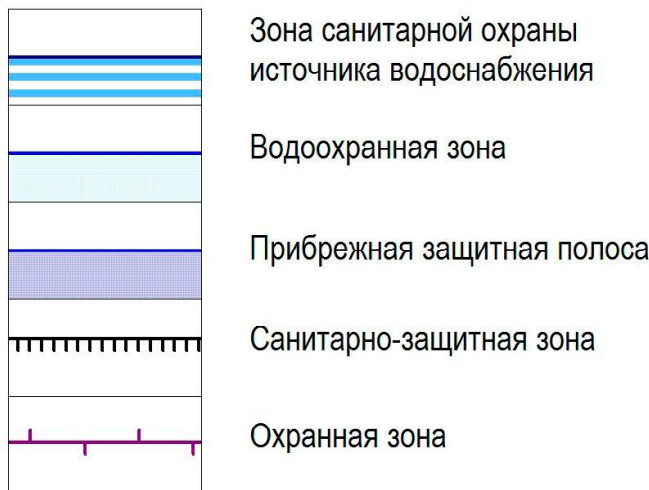 Зона санитарной охраны
источника водоснабжения
Водоохранная зона
Прибрежная защитная полоса
Санитарно-защитная зона
Охранная зона